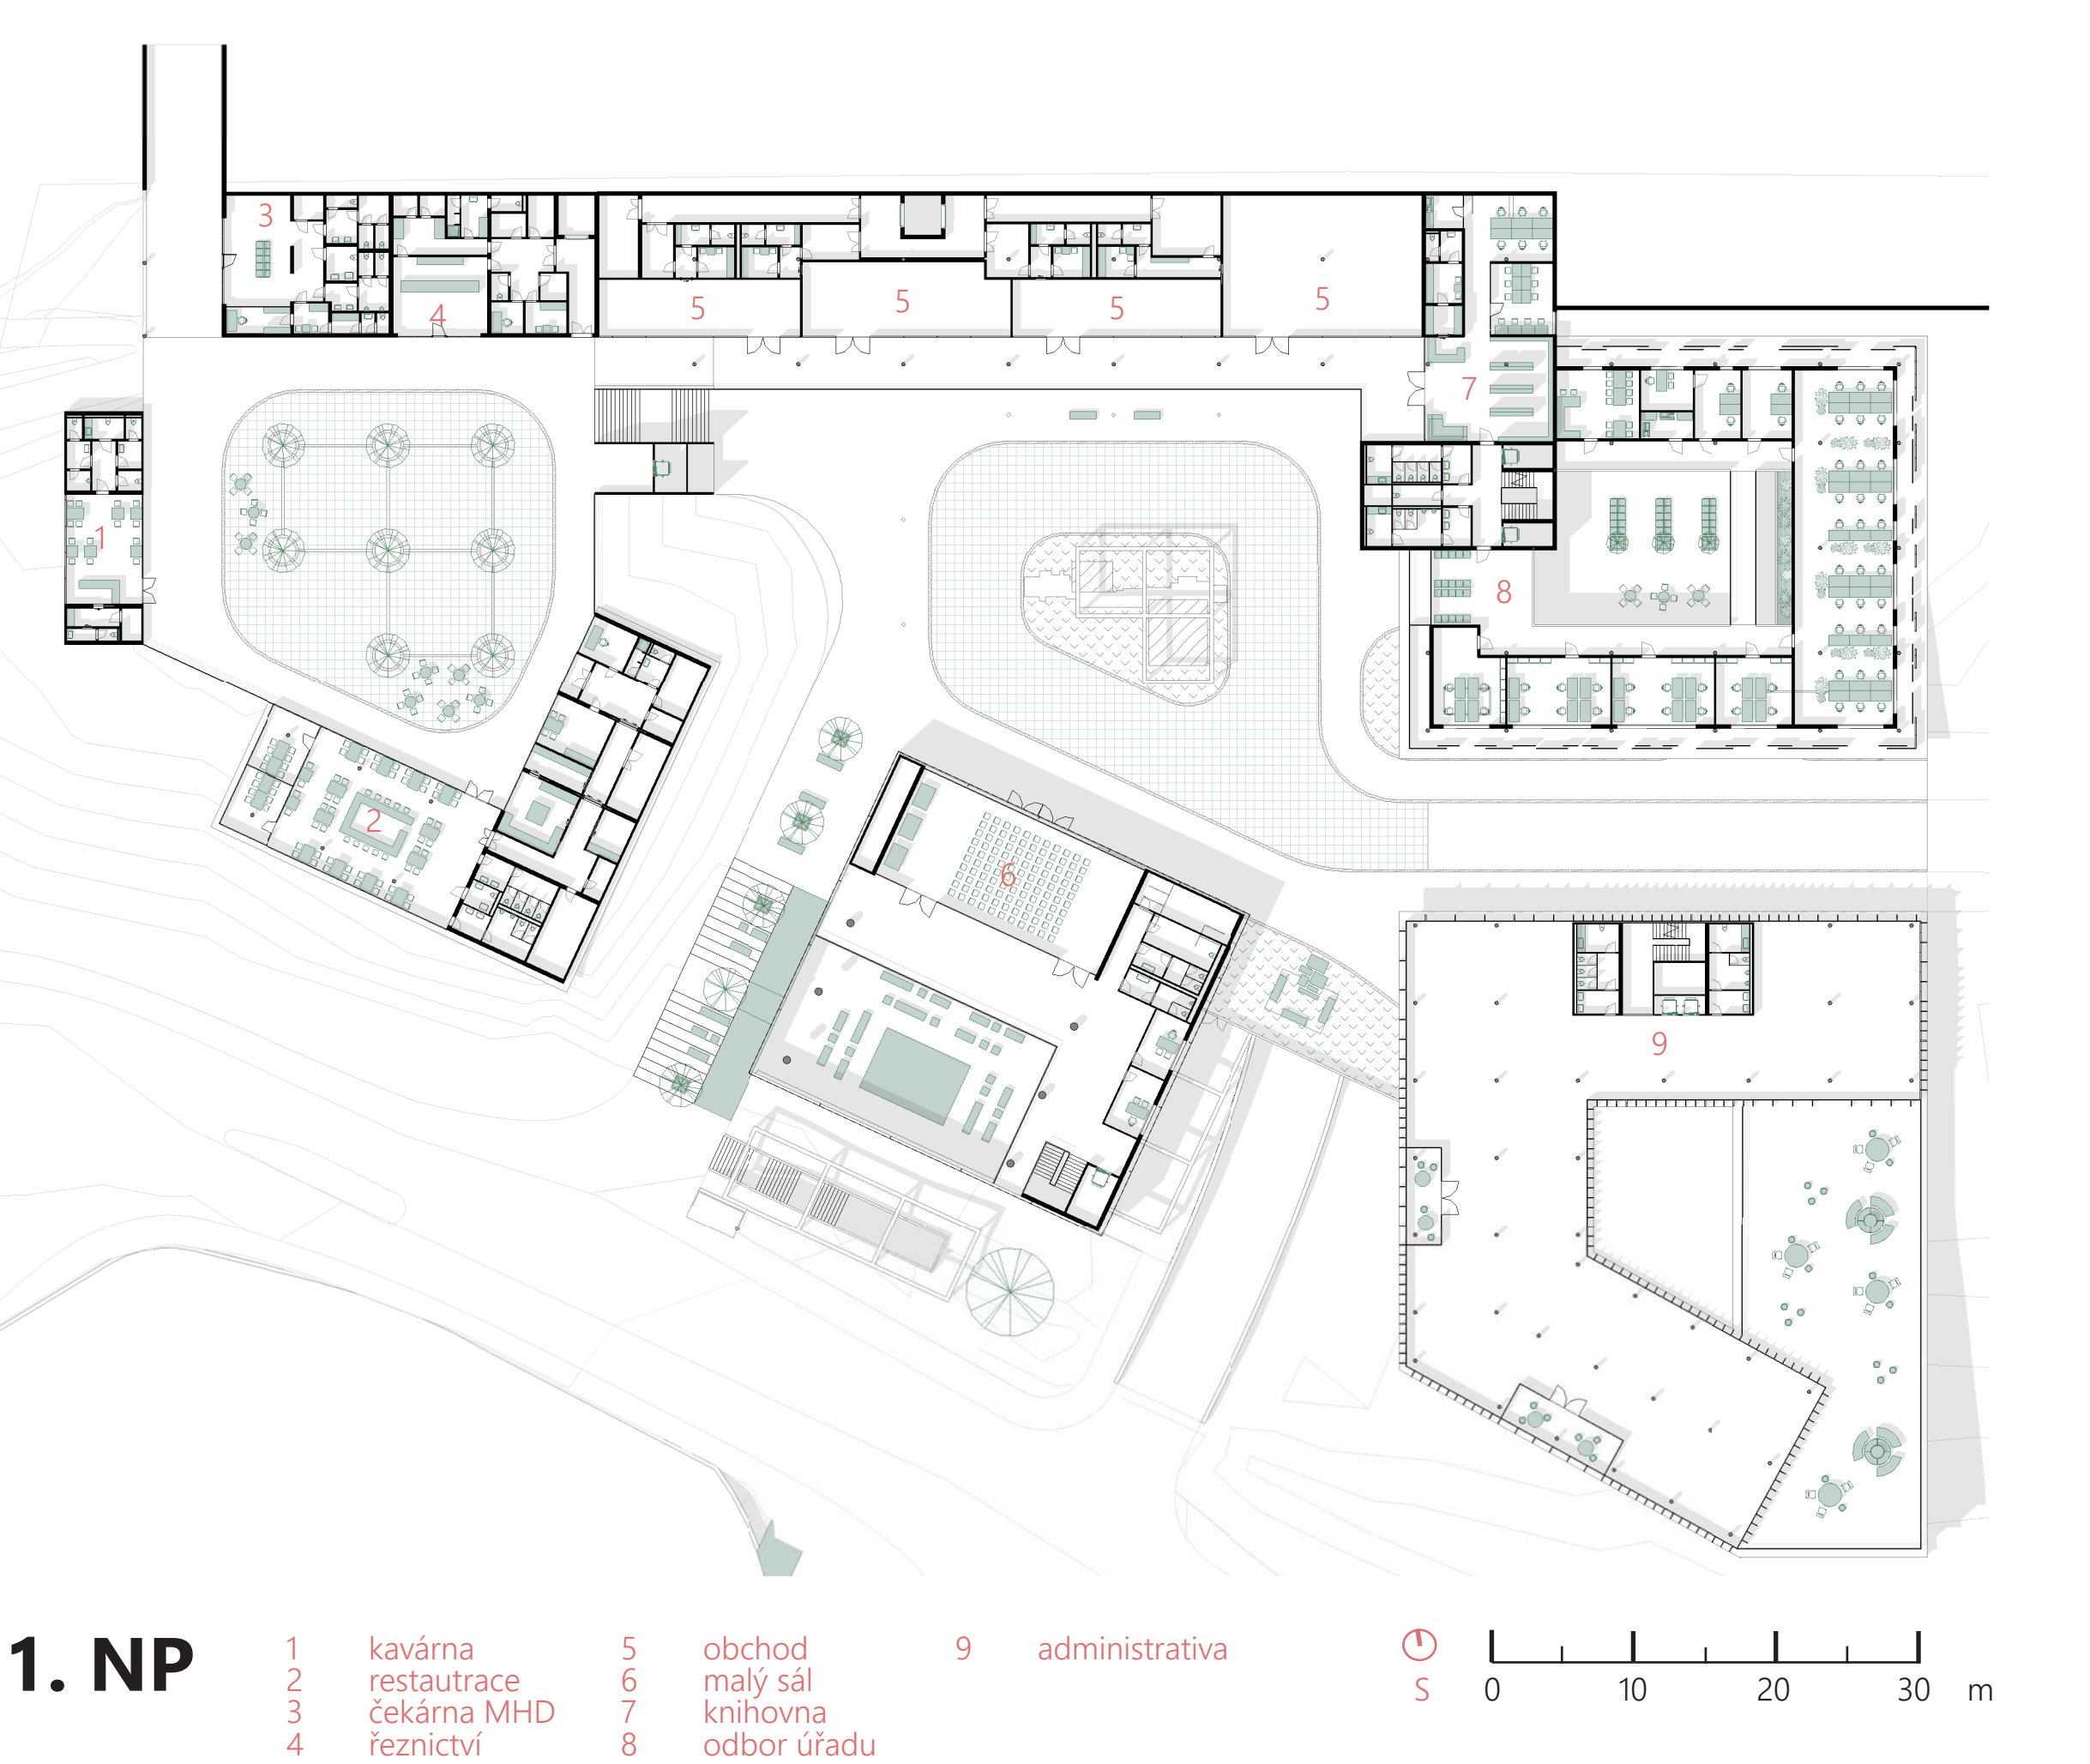 3
4
5
5
5
5
7
1
8
2
6
9
1. NP
1 kavárna
2 restautrace
3 čekárna MHD
4 řeznictví
5 obchod
6 malý sál
7 knihovna
8 odbor úřadu
9 administrativa
S
0 10 20 30 m